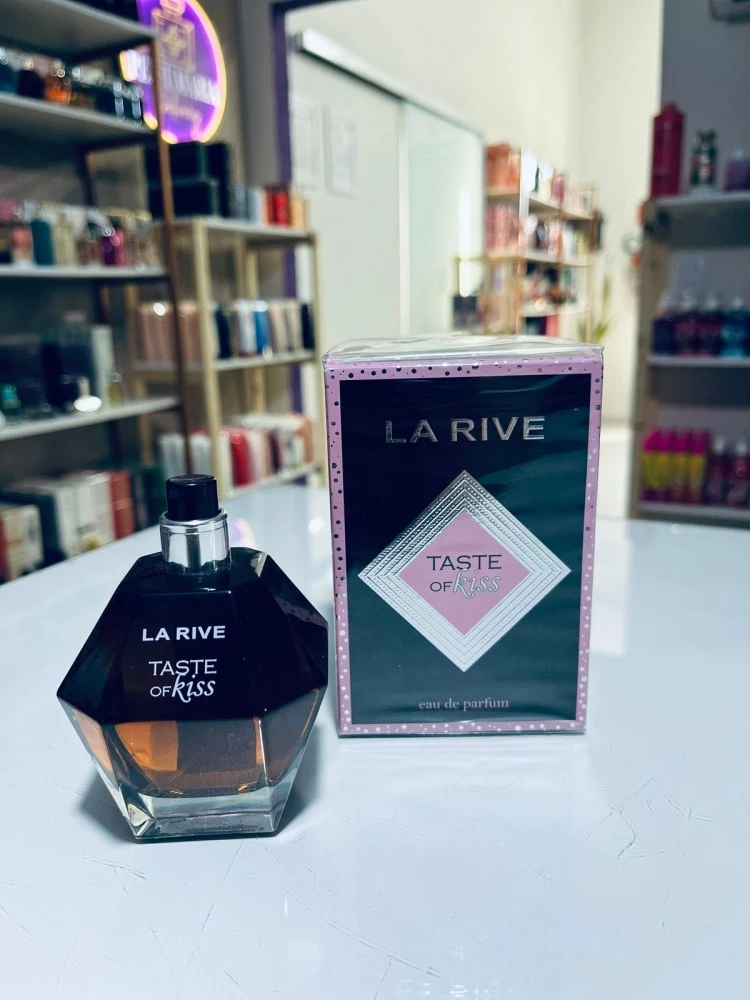 LA RIVE
TASTE
OF kiss
LA RIVE
TASTE
OF kiss
eau de parfum